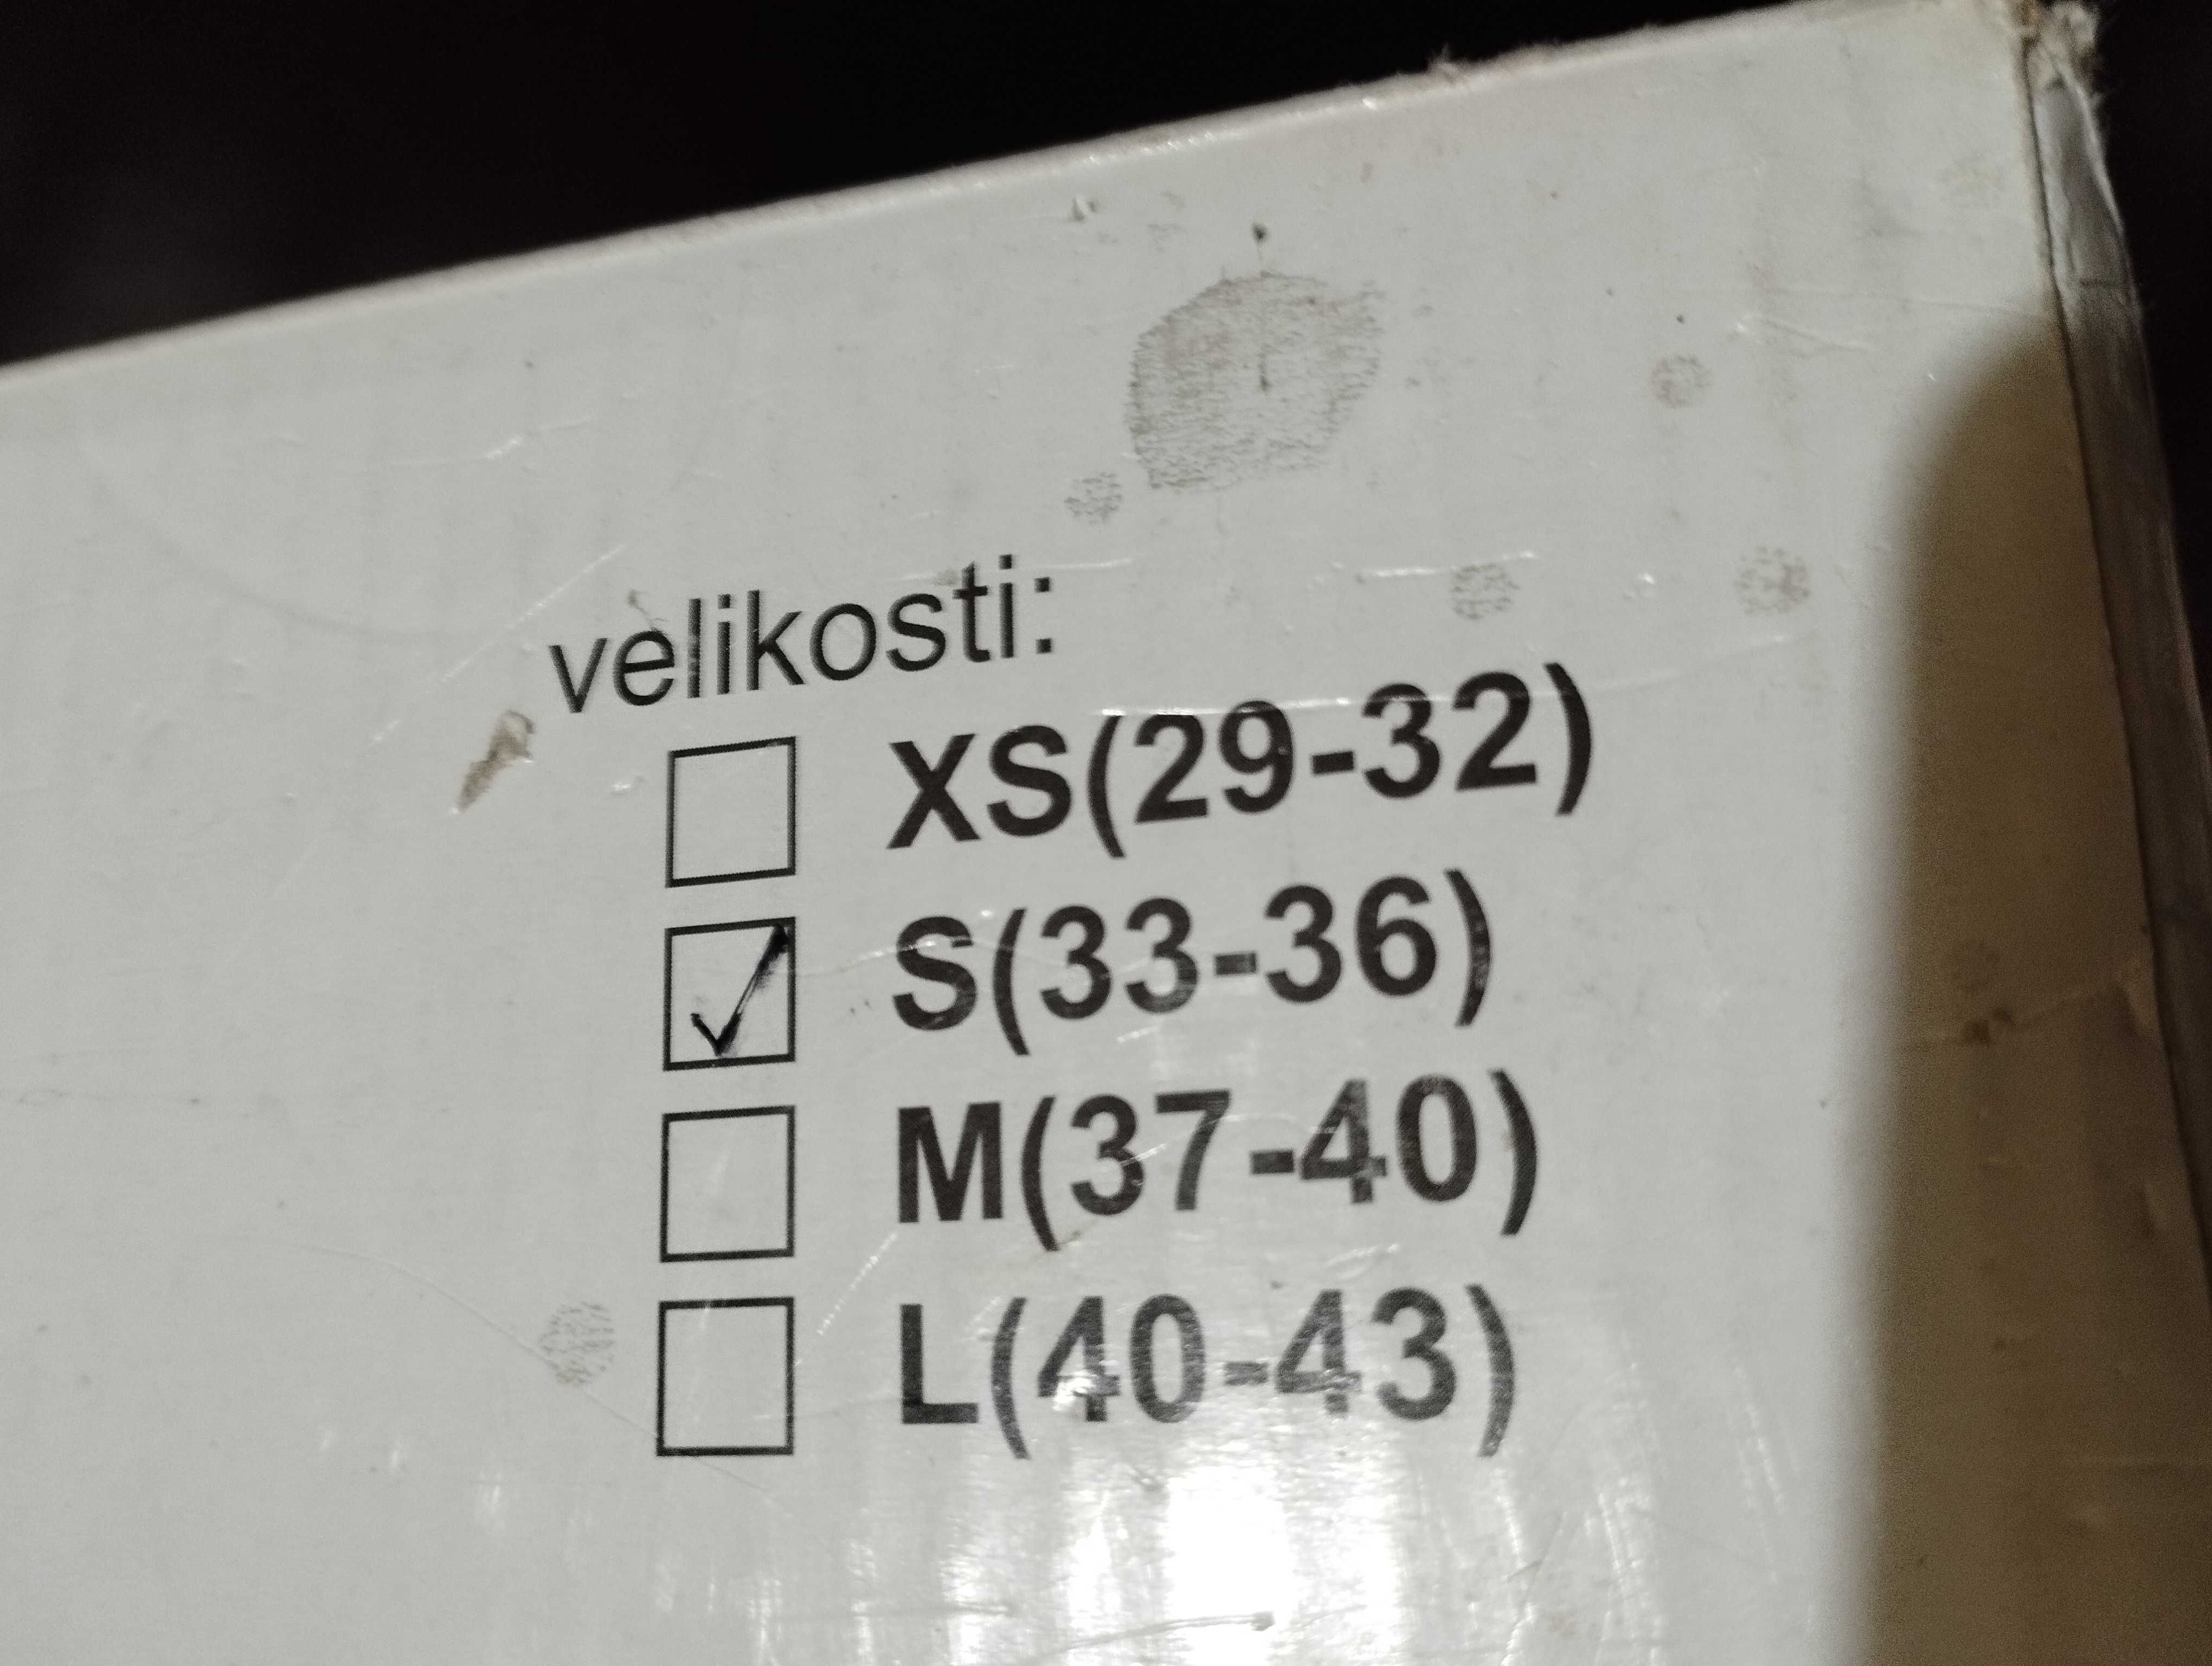 velikosti:
XS(29-32)
S(33-36)
M(37-40)
L(40-43)